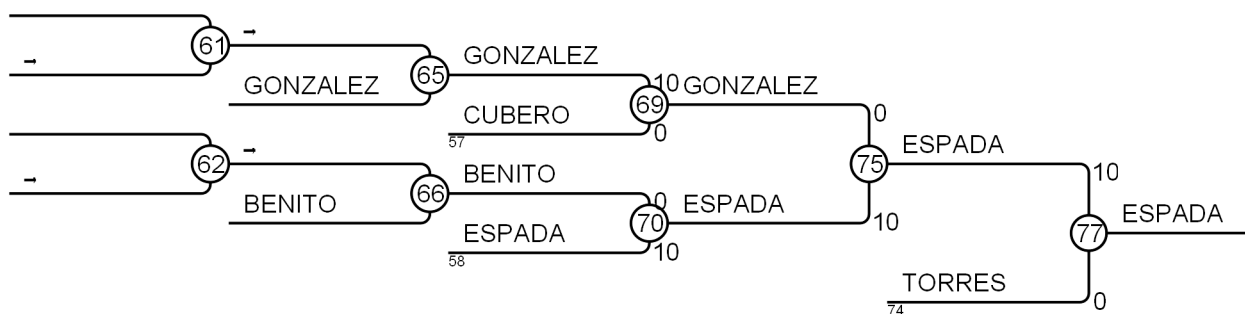 61
→
→
65
GONZALEZ
GONZALEZ
10
69
GONZALEZ
CUBERO
57
0
0
75
ESPADA
62
→
→
66
BENITO
BENITO
0
70
ESPADA
ESPADA
58
10
10
10
77
ESPADA
TORRES
74
0